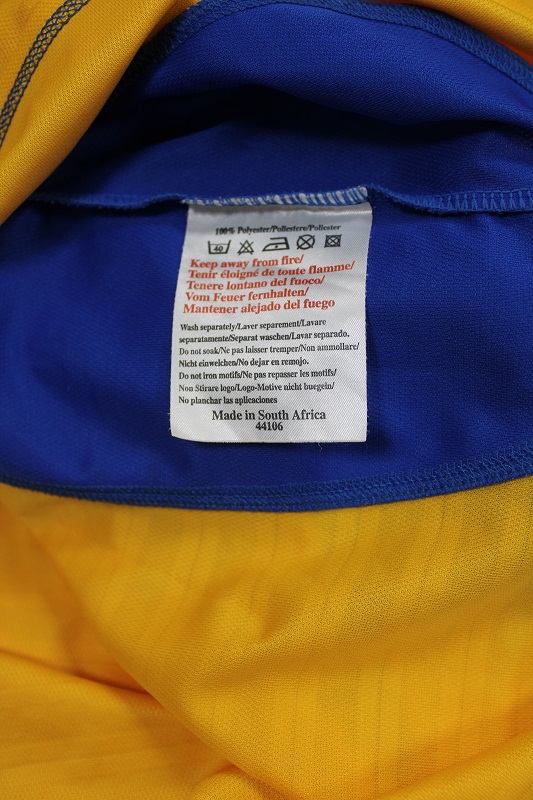 100% Polyester/Poliestere/Poliester
40
Keep away from fire/
Tenir éloigné de toute flamme/
Tenere lontano del fuoco/
Vom Feuer fernhalten/
Mantener alejado del fuego
Wash separately/Laver separement/Lavare
separatamente/Separat waschen/Lavar separado.
Do not soak/Ne pas laisser tremper/Non ammollare/
Nicht einweichen/No dejar en remojo.
Do not iron motifs/Ne pas repasser les motifs/
Non Stirare logo/Logo-Motive nicht buegeln/
No planchar las aplicaciones
Made in South Africa
44106